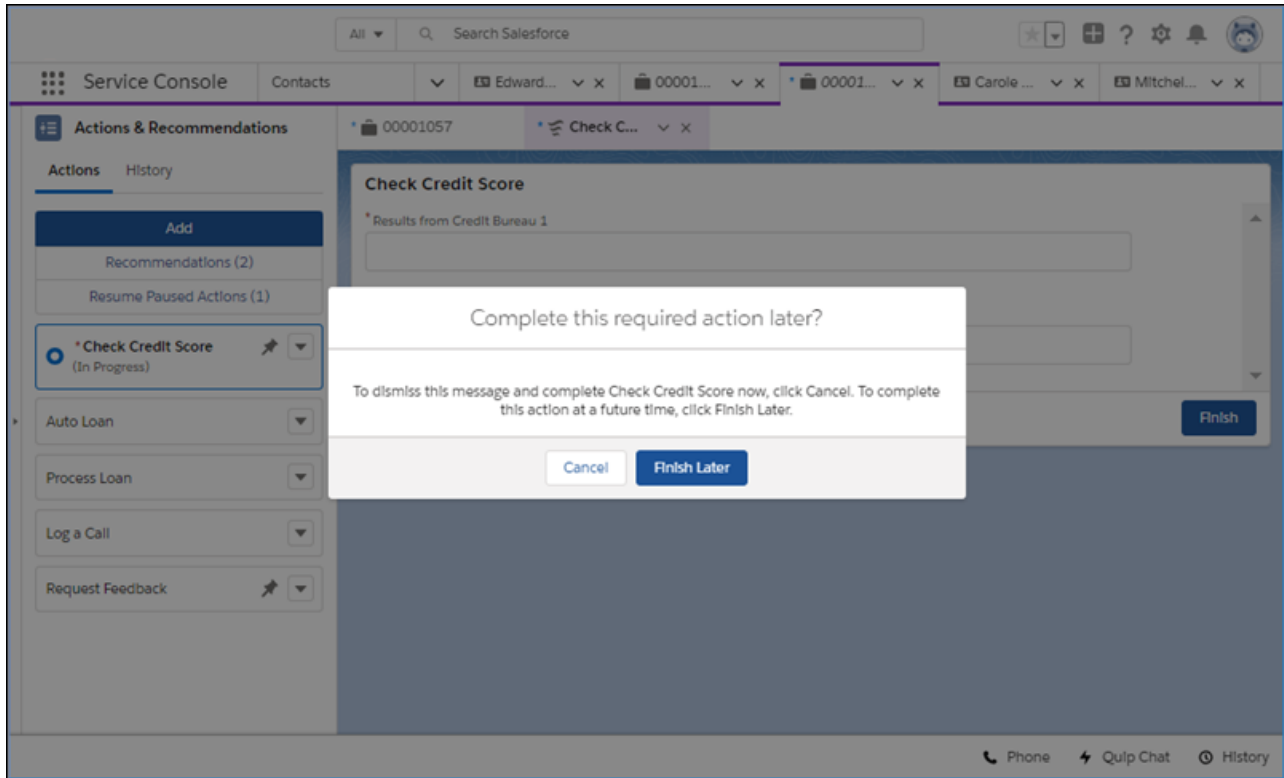 All
Search Salesforce
Service Console
Contacts
Edward...
00001...
* 00001...
Carole ...
Mitchel...
Actions & Recommendations
* 00001057
* Check C...
Actions
History
Check Credit Score
Add
*Results from Credit Bureau 1
Recommendations (2)
Resume Paused Actions (1)
Complete this required action later?
*Check Credit Score
(In Progress)
To dismiss this message and complete Check Credit Score now, click Cancel. To complete
this action at a future time, click Finish Later.
Auto Loan
Finish
Cancel
Finish Later
Process Loan
Log a Call
Request Feedback
Phone
Quip Chat
History